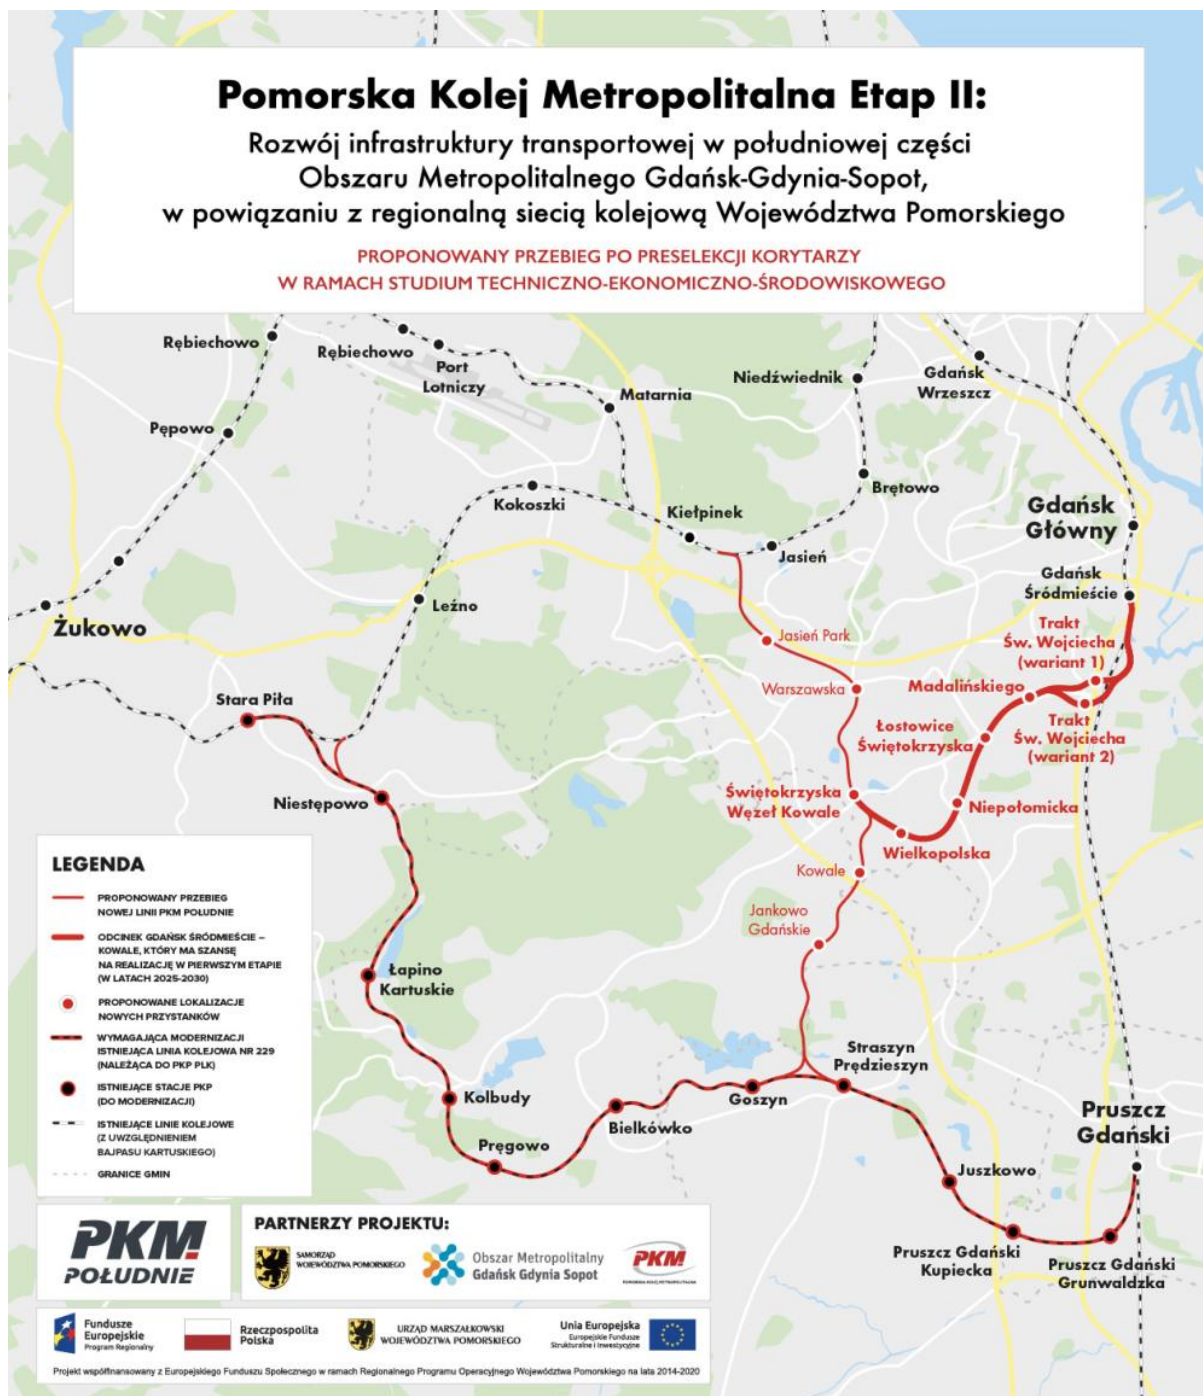 Pomorska Kolej Metropolitalna Etap II:
Rozwój infrastruktury transportowej w południowej części
Obszaru Metropolitalnego Gdańsk-Gdynia-Sopot,
w powiązaniu z regionalną siecią kolejową Województwa Pomorskiego
PROPONOWANY PRZEBIEG PO PRESELEKCJI KORYTARZY
W RAMACH STUDIUM TECHNICZNO-EKONOMICZNO-ŚRODOWISKOWEGO
Rębiechowo
Rębiechowo
Port
Lotniczy
Niedźwiednik
Gdańsk
Wrzeszcz
Matarnia
Pępowo
Brętowo
Kokoszki
Kiełpinek
Gdańsk
Główny
Jasień
Gdańsk
Śródmieście
Leźno
Żukowo
Jasień Park
Trakt
Św. Wojciecha
(wariant 1)
Warszawska
Madalińskiego
Stara Piła
Łostowice
Świętokrzyska
Trakt
Św. Wojciecha
(wariant 2)
Niestępowo
Świętokrzyska
Węzeł Kowale
Niepołomicka
Wielkopolska
Kowale
Jankowo
Gdańskie
Łapino
Kartuskie
Straszyn
Prędzieszyn
Kolbudy
Goszyn
Bielkówko
Pruszcz
Gdański
Pręgowo
Juszkowo
Pruszcz Gdański
Kupiecka
Pruszcz Gdański
Grunwaldzka
LEGENDA
PROPONOWANY PRZEBIEG
NOWEJ LINII PKM POŁUDNIE
ODCINEK GDAŃSK ŚRÓDMIEŚCIE –
KOWALE, KTÓRY MA SZANSĘ
NA REALIZACJĘ W PIERWSZYM ETAPIE
(W LATACH 2025-2030)
PROPONOWANE LOKALIZACJE
NOWYCH PRZYSTANKÓW
WYMAGAJĄCA MODERNIZACJI
ISTNIEJĄCA LINIA KOLEJOWA NR 229
(NALEŻĄCA DO PKP PLK)
ISTNIEJĄCE STACJE PKP
(DO MODERNIZACJI)
ISTNIEJĄCE LINIE KOLEJOWE
(Z UWZGLĘDNIENIEM
BAJPASU KARTUSKIEGO)
GRANICE GMIN
PKM
POŁUDNIE
PARTNERZY PROJEKTU:
SAMORZĄD
WOJEWÓDZTWA POMORSKIEGO
Obszar Metropolitalny
Gdańsk Gdynia Sopot
PKM
POMORSKA KOLEJ METROPOLITALNA
Fundusze
Europejskie
Program Regionalny
Rzeczpospolita
Polska
URZĄD MARSZAŁKOWSKI
WOJEWÓDZTWA POMORSKIEGO
Unia Europejska
Europejskie Fundusze
Strukturalne i Inwestycyjne
Projekt współfinansowany z Europejskiego Funduszu Społecznego w ramach Regionalnego Programu Operacyjnego Województwa Pomorskiego na lata 2014-2020